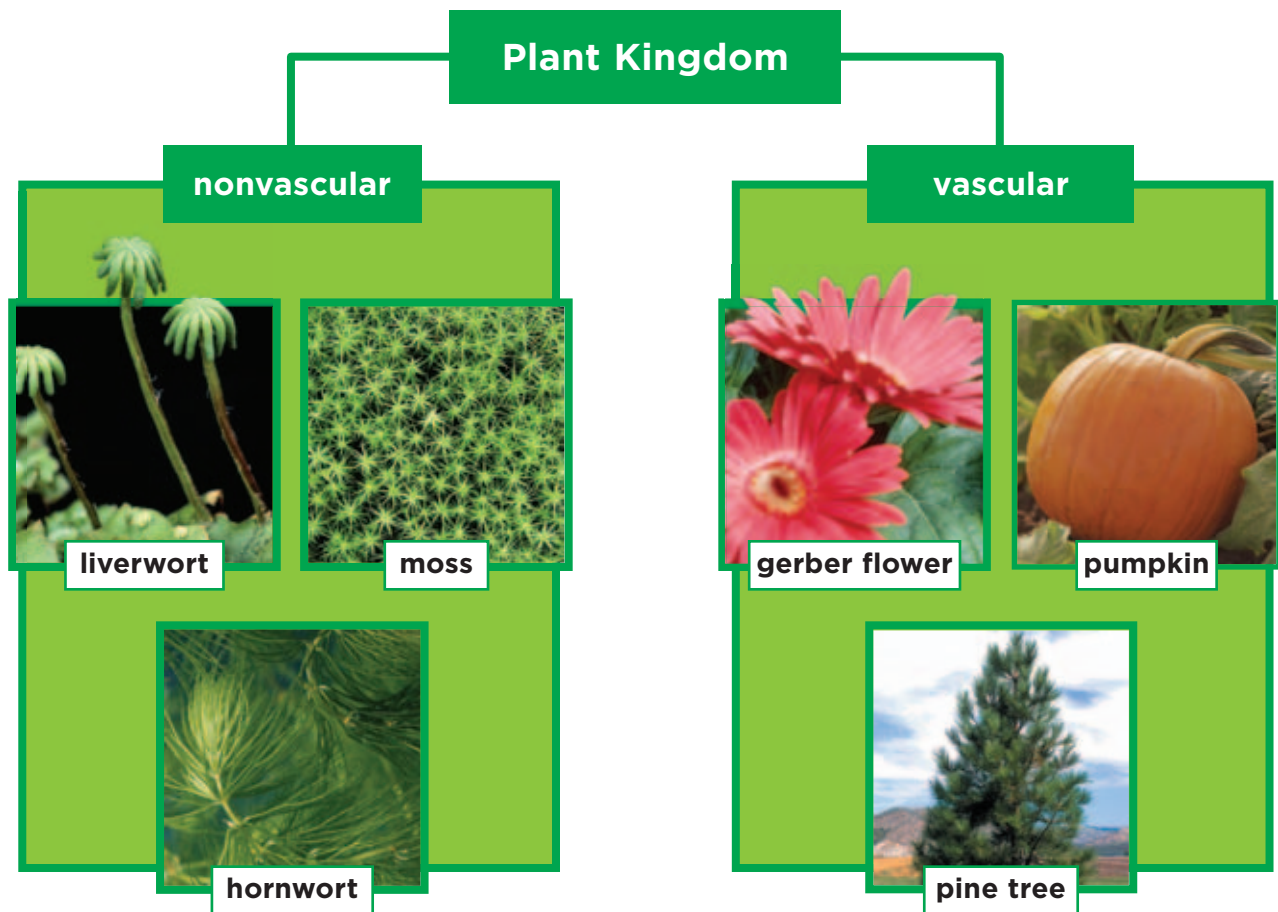 Plant Kingdom
nonvascular
vascular
liverwort
moss
gerber flower
pumpkin
hornwort
pine tree